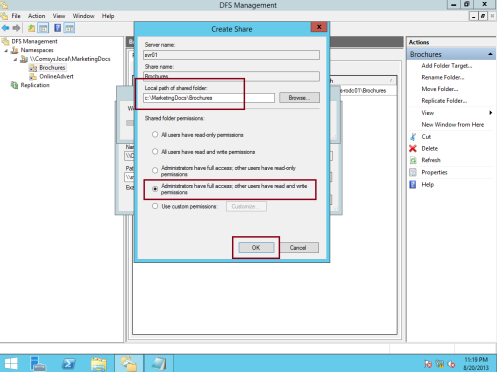 DFS Management
File Action View Window Help
DFS Management
Namespaces
\\Comsys.local\MarketingDocs
Brochures
OnlineAdvert
Replication
Create Share
Server name:
svr01
Share name:
Brochures
Local path of shared folder:
c:\MarketingDocs\Brochures
Browse...
Shared folder permissions:
All users have read-only permissions
All users have read and write permissions
Administrators have full access; other users have read-only
permissions
Administrators have full access; other users have read and write
permissions
Use custom permissions:
Customize...
OK
Cancel
Actions
Brochures
Add Folder Target...
Rename Folder...
Move Folder...
Replicate Folder...
View
New Window from Here
Cut
Delete
Refresh
Properties
Help
11:19 PM
8/20/2013